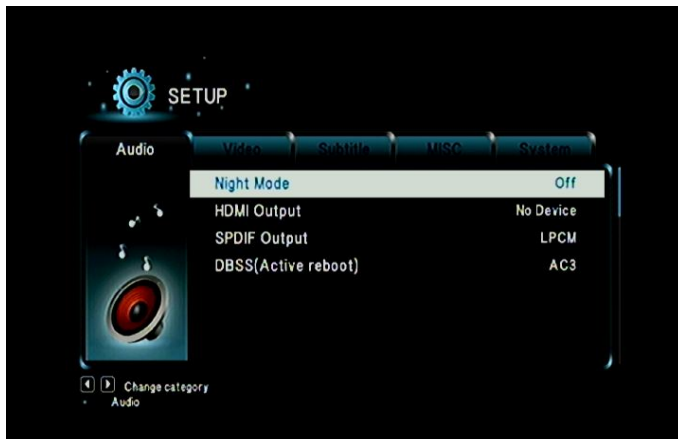 SETUP
Audio Video Subtitle MISC System
Night Mode Off
HDMI Output No Device
SPDIF Output LPCM
DBSS(Active reboot) AC3
Change category
Audio